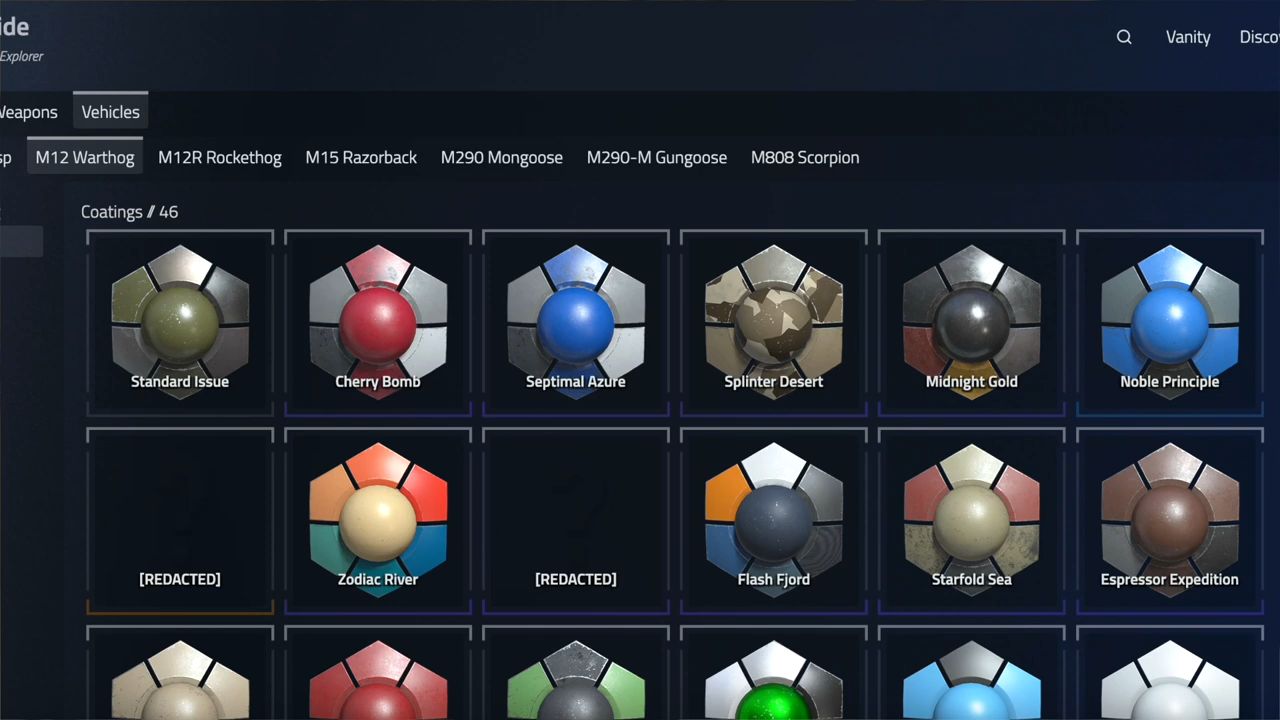 ide
Explorer
Vanity
Disco
Weapons
Vehicles
sp
M12 Warthog
M12R Rockethog
M15 Razorback
M290 Mongoose
M290-M Gungoose
M808 Scorpion
Coatings // 46
Standard Issue
Cherry Bomb
Septimal Azure
Splinter Desert
Midnight Gold
Noble Principle
[REDACTED]
Zodiac River
[REDACTED]
Flash Fjord
Starfold Sea
Espressor Expedition